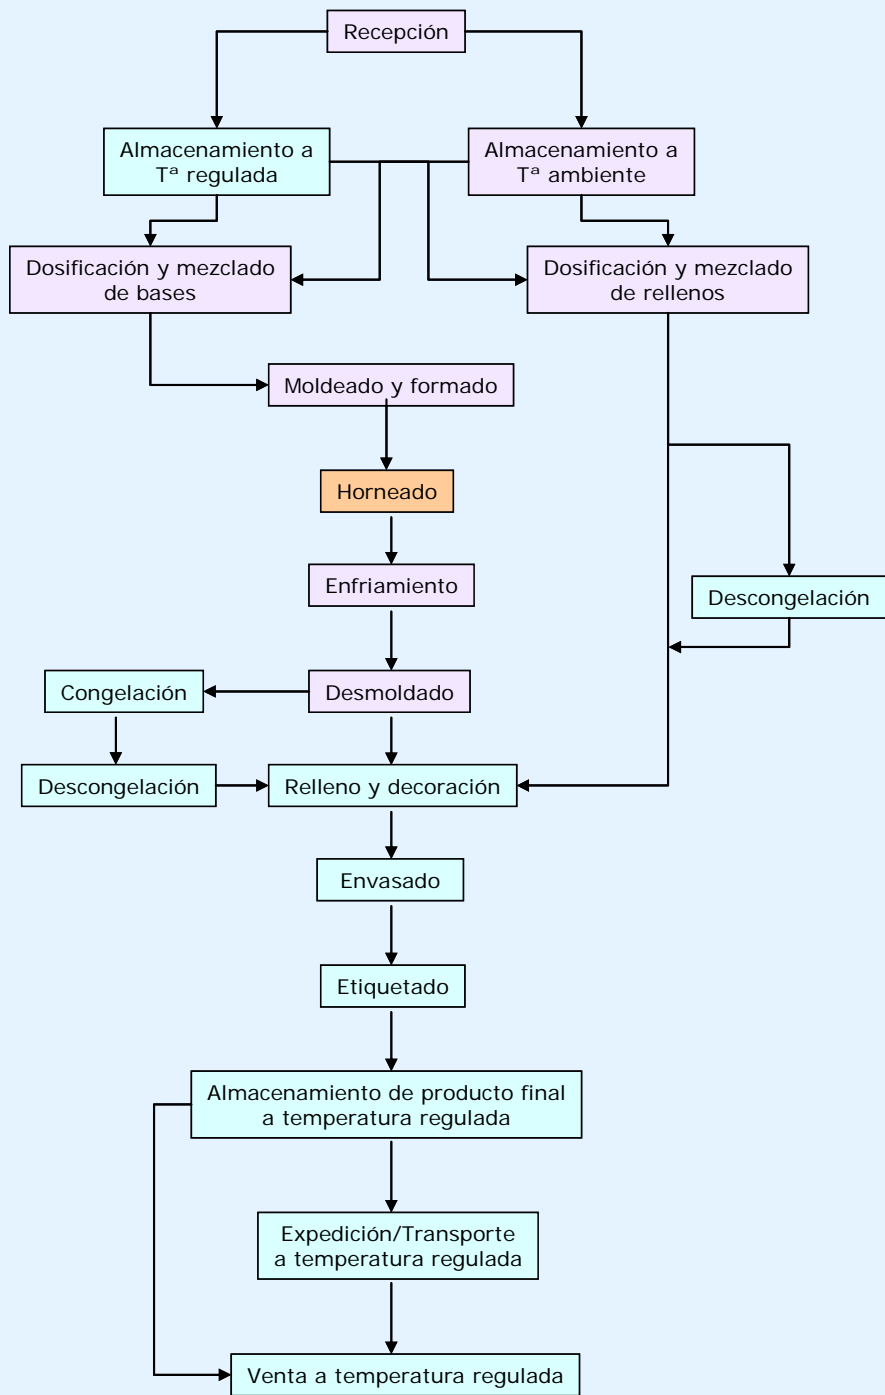 Recepción
Almacenamiento a
Tª regulada
Almacenamiento a
Tª ambiente
Dosificación y mezclado
de bases
Dosificación y mezclado
de rellenos
Moldeado y formado
Horneado
Enfriamiento
Descongelación
Congelación
Desmoldado
Descongelación
Relleno y decoración
Envasado
Etiquetado
Almacenamiento de producto final
a temperatura regulada
Expedición/Transporte
a temperatura regulada
Venta a temperatura regulada